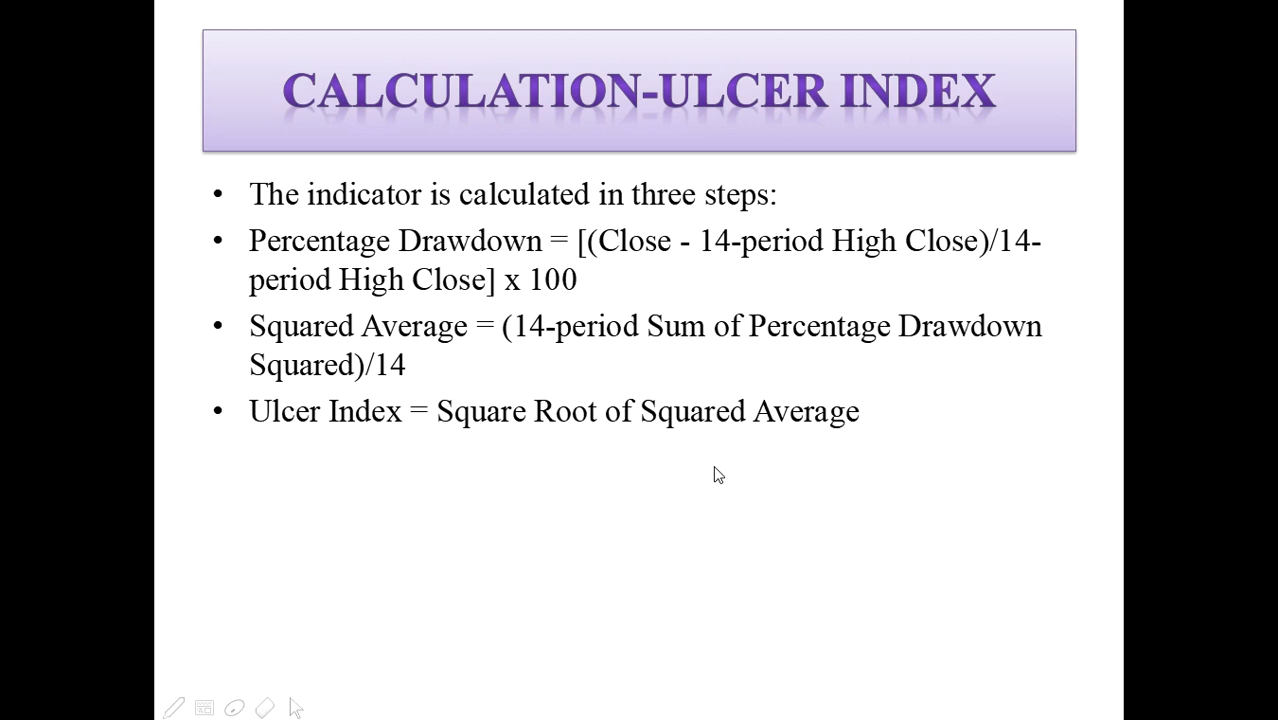 CALCULATION-ULCER INDEX
• The indicator is calculated in three steps:
• Percentage Drawdown = [(Close - 14-period High Close)/14-
period High Close] x 100
• Squared Average = (14-period Sum of Percentage Drawdown
Squared)/14
• Ulcer Index = Square Root of Squared Average